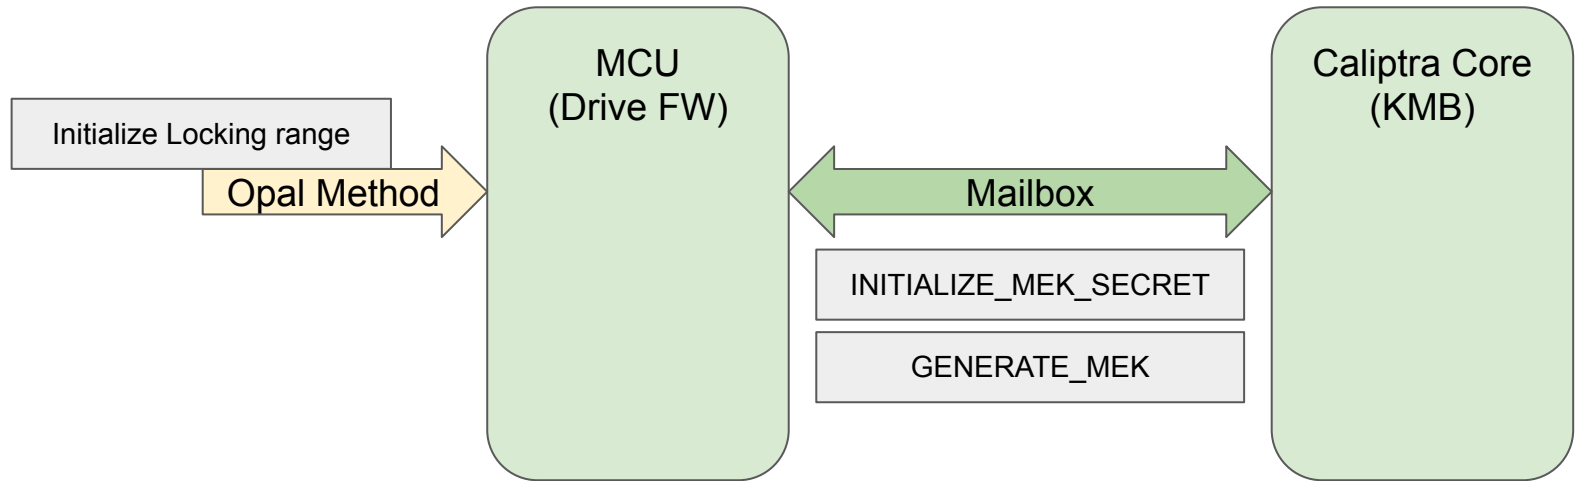 MCU
(Drive FW)
Caliptra Core
(KMB)
Initialize Locking range
Opal Method
Mailbox
INITIALIZE_MEK_SECRET
GENERATE_MEK